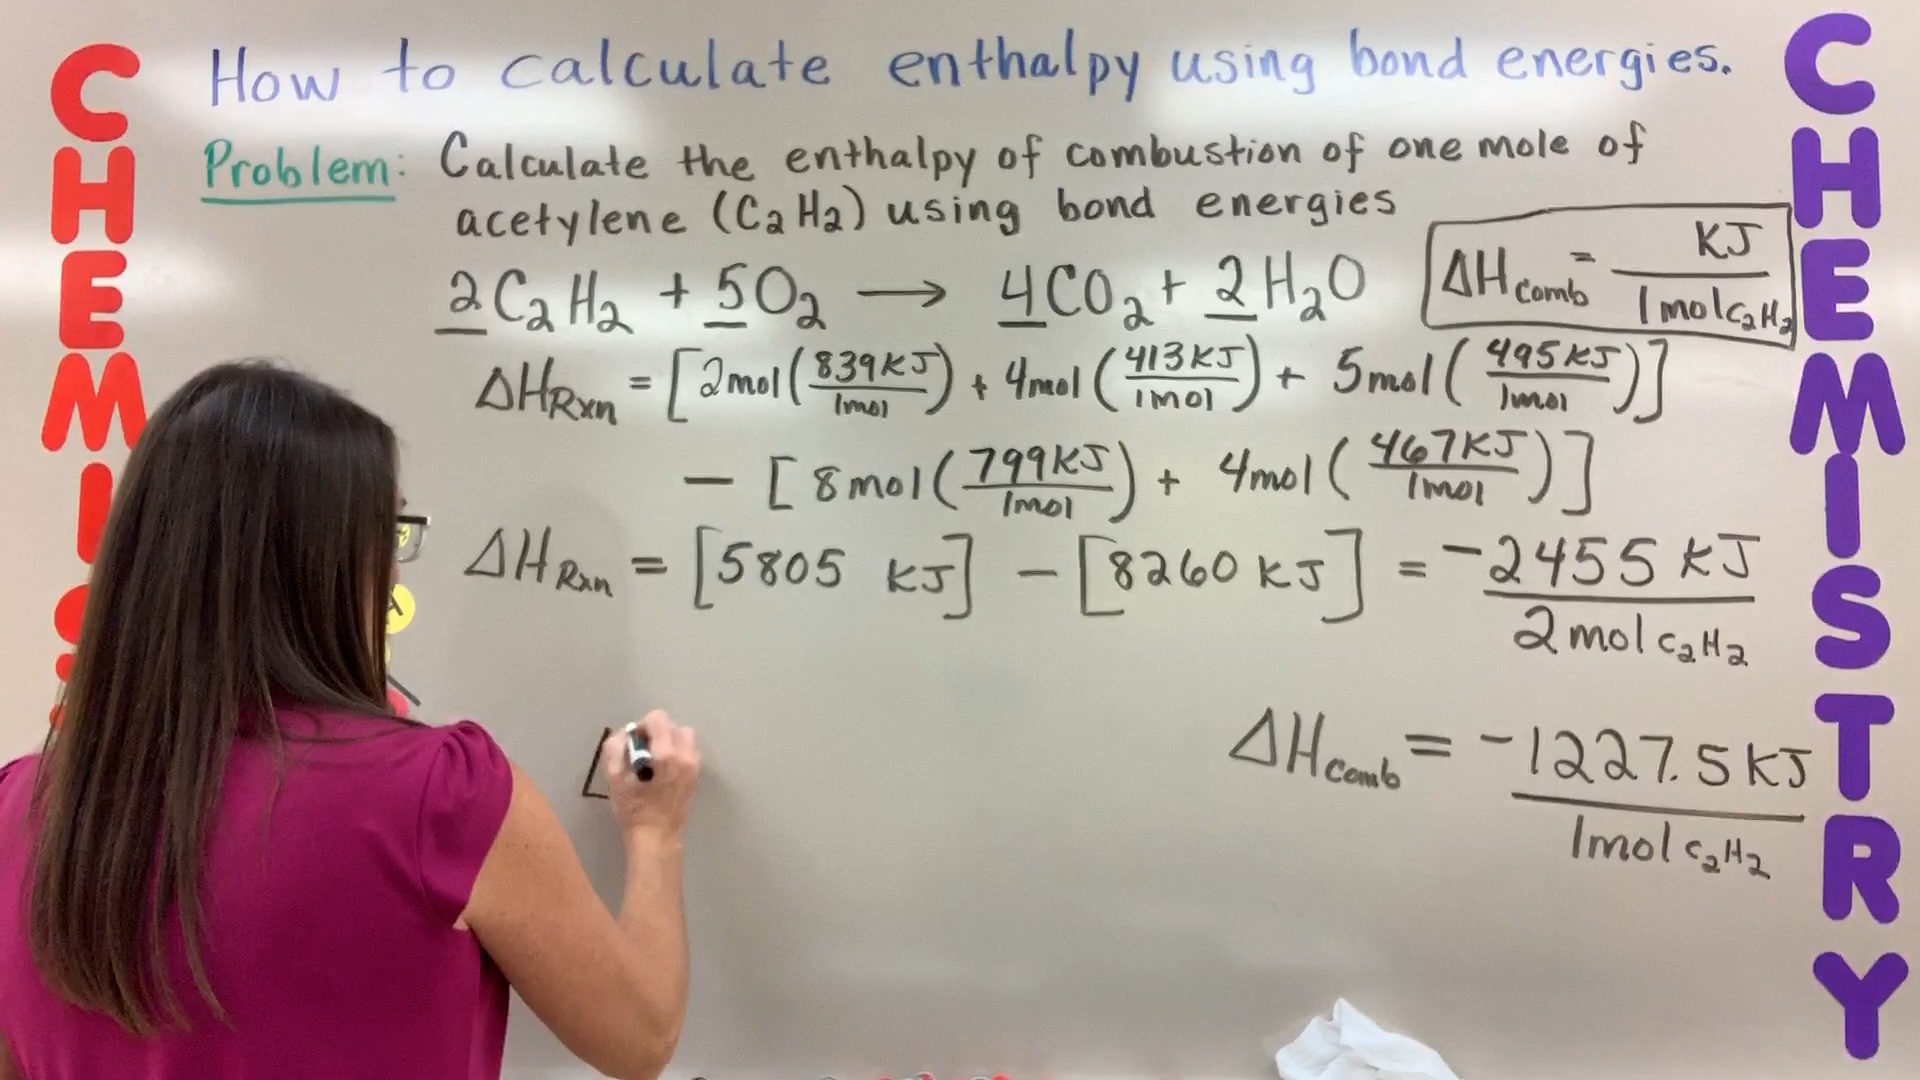 How to calculate enthalpy using bond energies.
Problem: Calculate the enthalpy of combustion of one mole of
acetylene (C₂H₂) using bond energies
2C₂H₂ + 5O₂ → 4CO₂ + 2H₂O
ΔHcomb = KJ / 1molC₂H₂
ΔHRxn = [2mol(839KJ/1mol) + 4mol(413KJ/1mol) + 5mol(495KJ/1mol)]
− [8mol(799KJ/1mol) + 4mol(467KJ/1mol)]
ΔHRxn = [5805 KJ] − [8260 KJ] = −2455 KJ / 2mol C₂H₂
ΔHcomb = −1227.5 KJ / 1mol C₂H₂
CHEMIS
CHEMISTRY